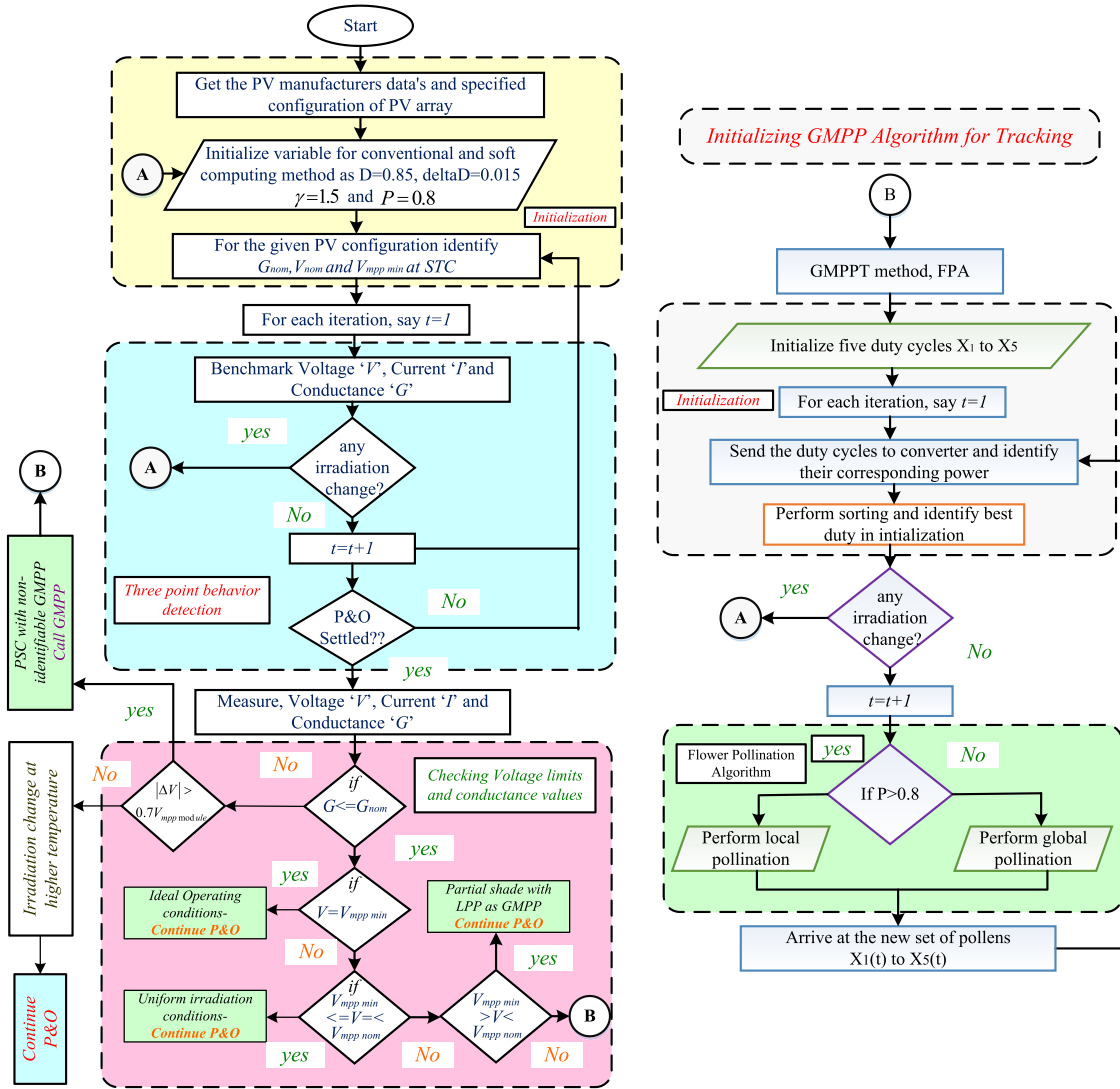 Start
Get the PV manufacturers data's and specified
configuration of PV array
A
Initialize variable for conventional and soft
computing method as D=0.85, deltaD=0.015
γ=1.5 and P=0.8
Initialization
For the given PV configuration identify
Gnom, Vnom and Vmpp min at STC
For each iteration, say t=1
Benchmark Voltage ‘V’, Current ‘I’ and
Conductance ‘G’
yes
A
any
irradiation
change?
No
t=t+1
Three point behavior
detection
P&O
Settled??
No
yes
B
PSC with non-
identifiable GMPP
Call GMPP
yes
Measure, Voltage ‘V’, Current ‘I’ and
Conductance ‘G’
No
|ΔV| >
0.7Vmpp module
No
if
G<=Gnom
Checking Voltage limits
and conductance values
yes
Irradiation change at
higher temperature
Continue
P&O
Ideal Operating
conditions-
Continue P&O
yes
if
V=Vmpp min
No
Partial shade with
LPP as GMPP
Continue P&O
yes
Uniform irradiation
conditions-
Continue P&O
yes
if
Vmpp min
<=V=<
Vmpp nom
No
Vmpp min
>V<
Vmpp nom
No
B
Initializing GMPP Algorithm for Tracking
B
GMPPT method, FPA
Initialize five duty cycles X1 to X5
Initialization
For each iteration, say t=1
Send the duty cycles to converter and identify
their corresponding power
Perform sorting and identify best
duty in intialization
yes
A
any
irradiation
change?
No
t=t+1
Flower Pollination
Algorithm
yes
No
If P>0.8
Perform local
pollination
Perform global
pollination
Arrive at the new set of pollens
X1(t) to X5(t)